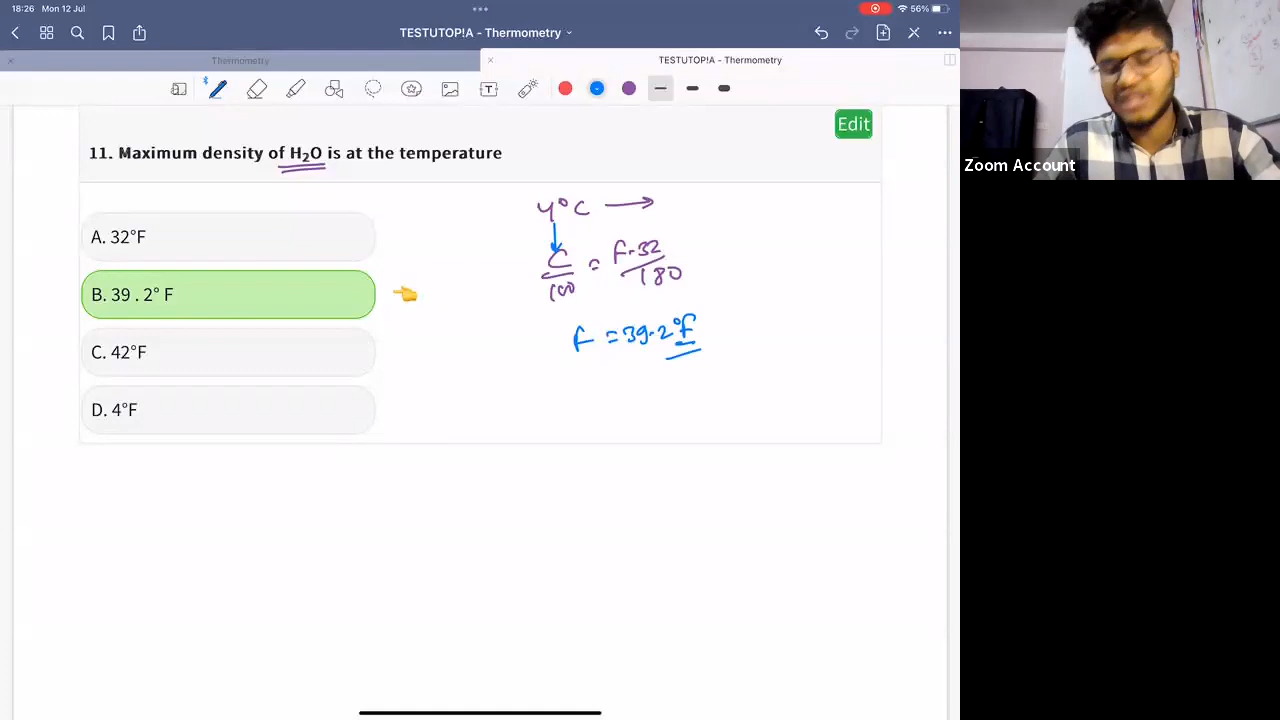 18:26 Mon 12 Jul
56%
TESTUTOP!A - Thermometry
Thermometry
TESTUTOP!A - Thermometry
T
Edit
11. Maximum density of H₂O is at the temperature
A. 32°F
B. 39 . 2° F
C. 42°F
D. 4°F
4°C →
C/100 = F-32/180
F = 39.2°F
Zoom Account